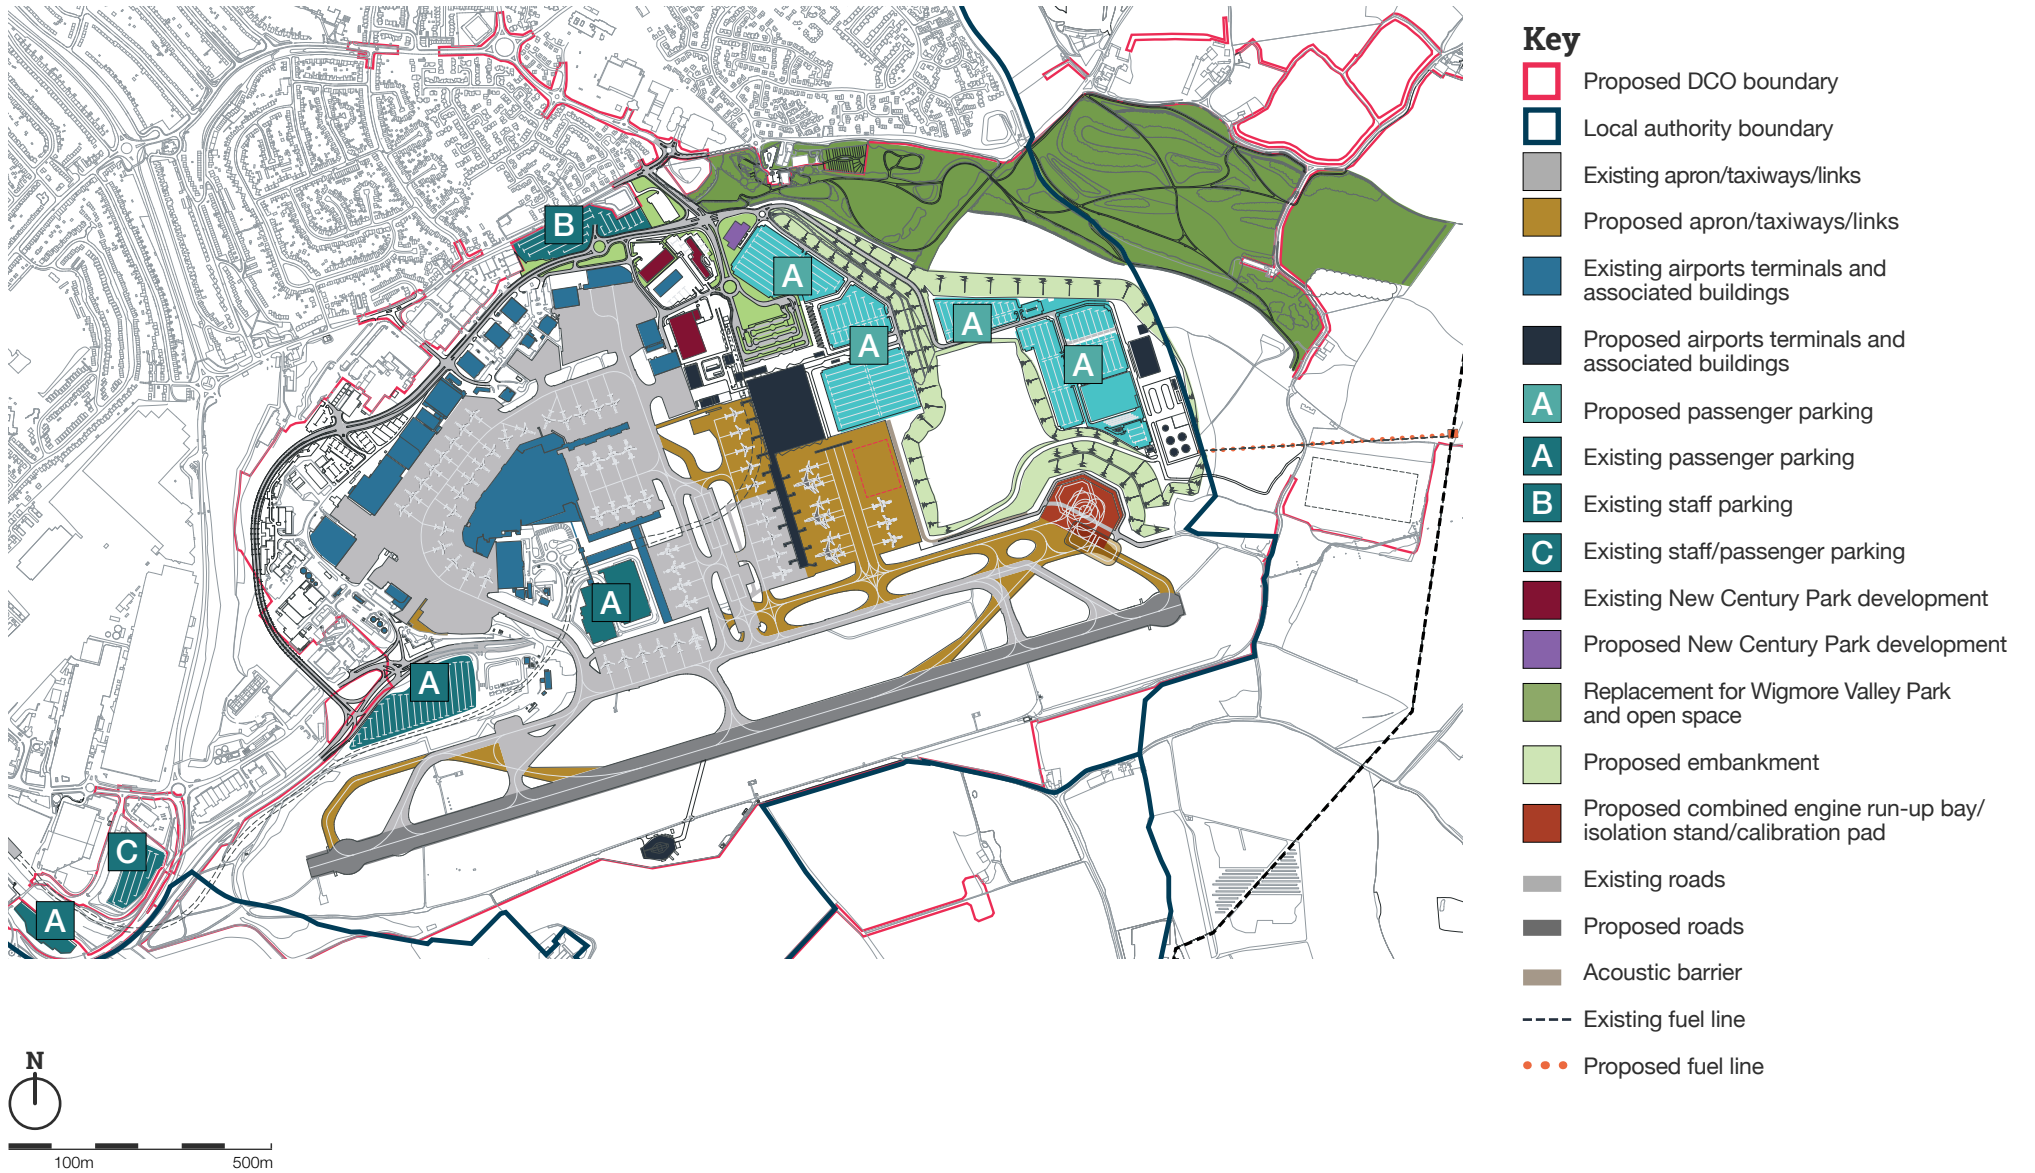 Key
Proposed DCO boundary
Local authority boundary
Existing apron/taxiways/links
Proposed apron/taxiways/links
Existing airports terminals and
associated buildings
Proposed airports terminals and
associated buildings
A Proposed passenger parking
A Existing passenger parking
B Existing staff parking
C Existing staff/passenger parking
Existing New Century Park development
Proposed New Century Park development
Replacement for Wigmore Valley Park
and open space
Proposed embankment
Proposed combined engine run-up bay/
isolation stand/calibration pad
Existing roads
Proposed roads
Acoustic barrier
Existing fuel line
Proposed fuel line
B
A
A
A
A
A
A
C
A
N
100m 500m